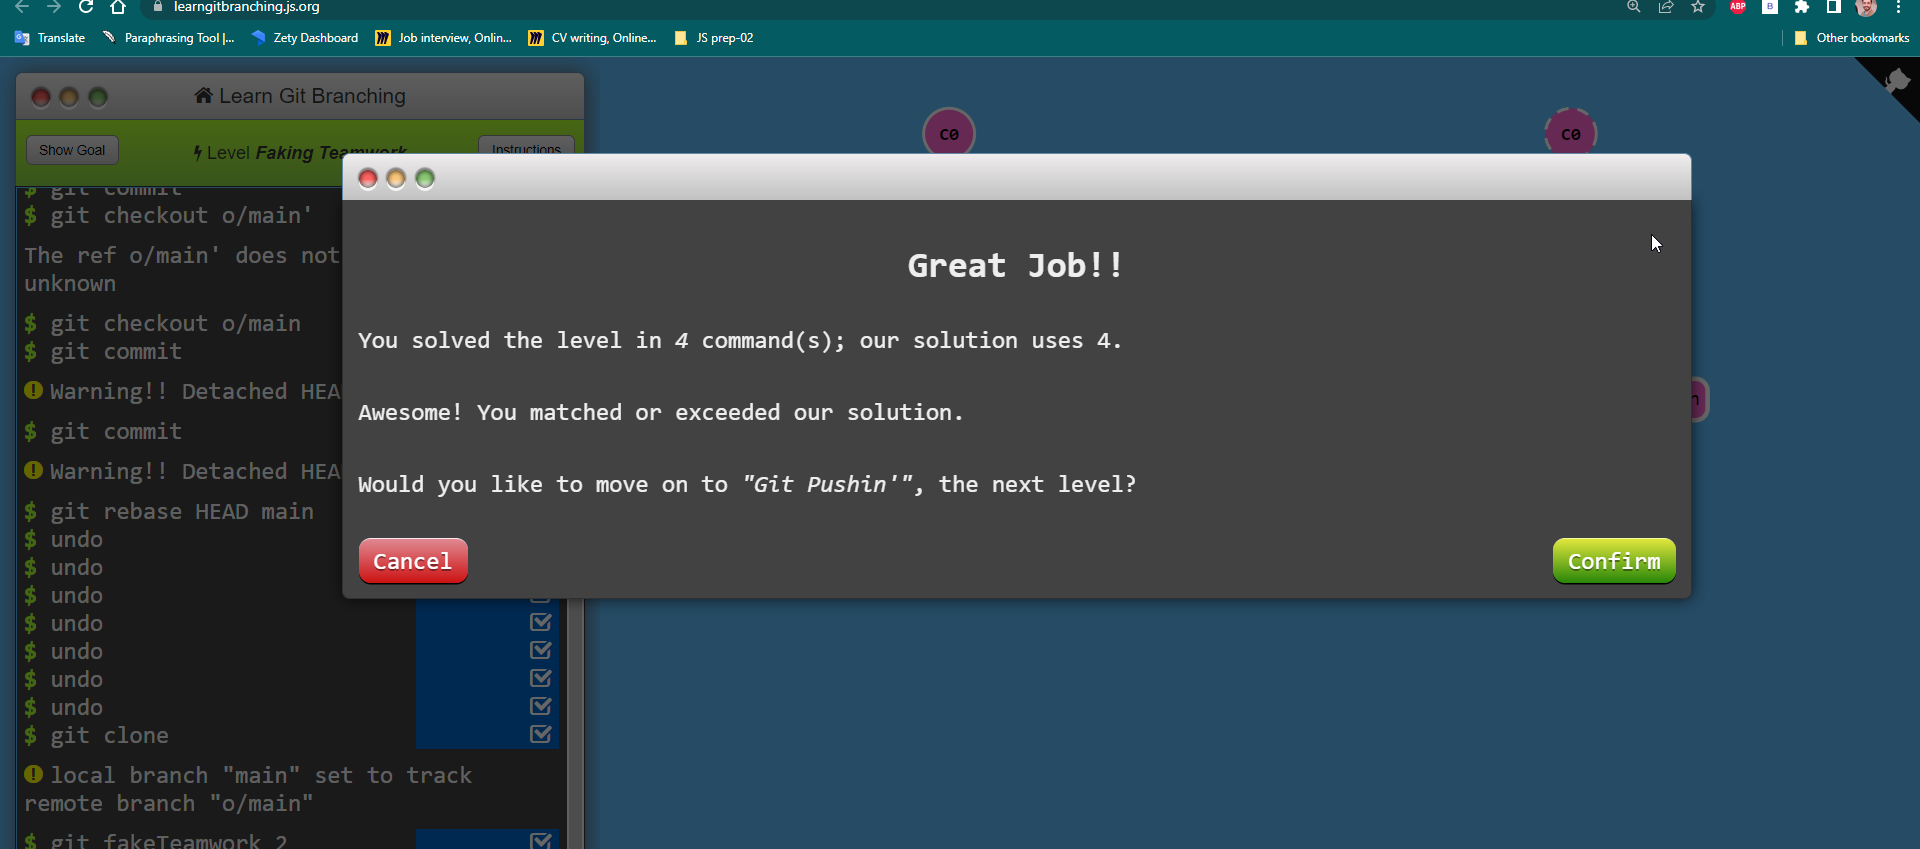 learngitbranching.js.org
Translate
Paraphrasing Tool |...
Zety Dashboard
Job interview, Onlin...
CV writing, Online...
JS prep-02
Other bookmarks
ABP
B
Learn Git Branching
Show Goal
Level Faking Teamwork
Instructions
$ git commit
$ git checkout o/main'
The ref o/main' does not
unknown
$ git checkout o/main
$ git commit
Warning!! Detached HEA
$ git commit
Warning!! Detached HEA
$ git rebase HEAD main
$ undo
$ undo
$ undo
$ undo
$ undo
$ undo
$ undo
$ git clone
local branch "main" set to track
remote branch "o/main"
$ git fakeTeamwork 2
C0
C0
Great Job!!
You solved the level in 4 command(s); our solution uses 4.
Awesome! You matched or exceeded our solution.
Would you like to move on to "Git Pushin'", the next level?
Cancel
Confirm